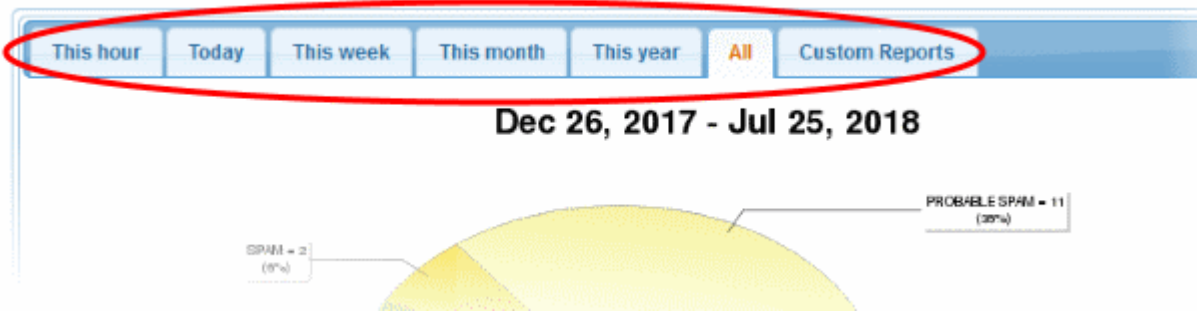 This hour Today This week This month This year All Custom Reports
Dec 26, 2017 - Jul 25, 2018
PROBABLE SPAM = 11
SPAM = 2